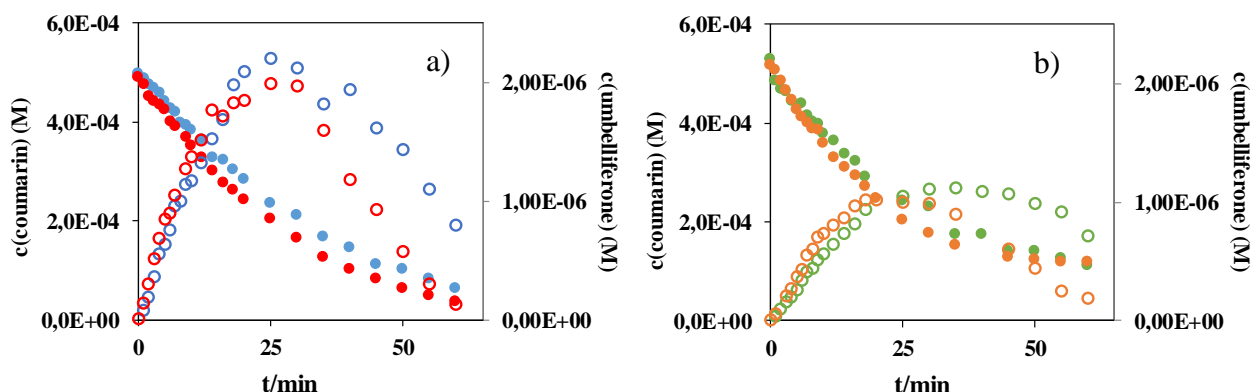 a)
c(coumarin) (M)
6,0E-04
4,0E-04
2,0E-04
0,0E+00
0
25
50
t/min
2,00E-06
1,00E-06
0,00E+00
c(umbelliferone) (M)
b)
c(coumarin) (M)
6,0E-04
4,0E-04
2,0E-04
0,0E+00
0
25
50
t/min
2,00E-06
1,00E-06
0,00E+00
c(umbelliferone) (M)